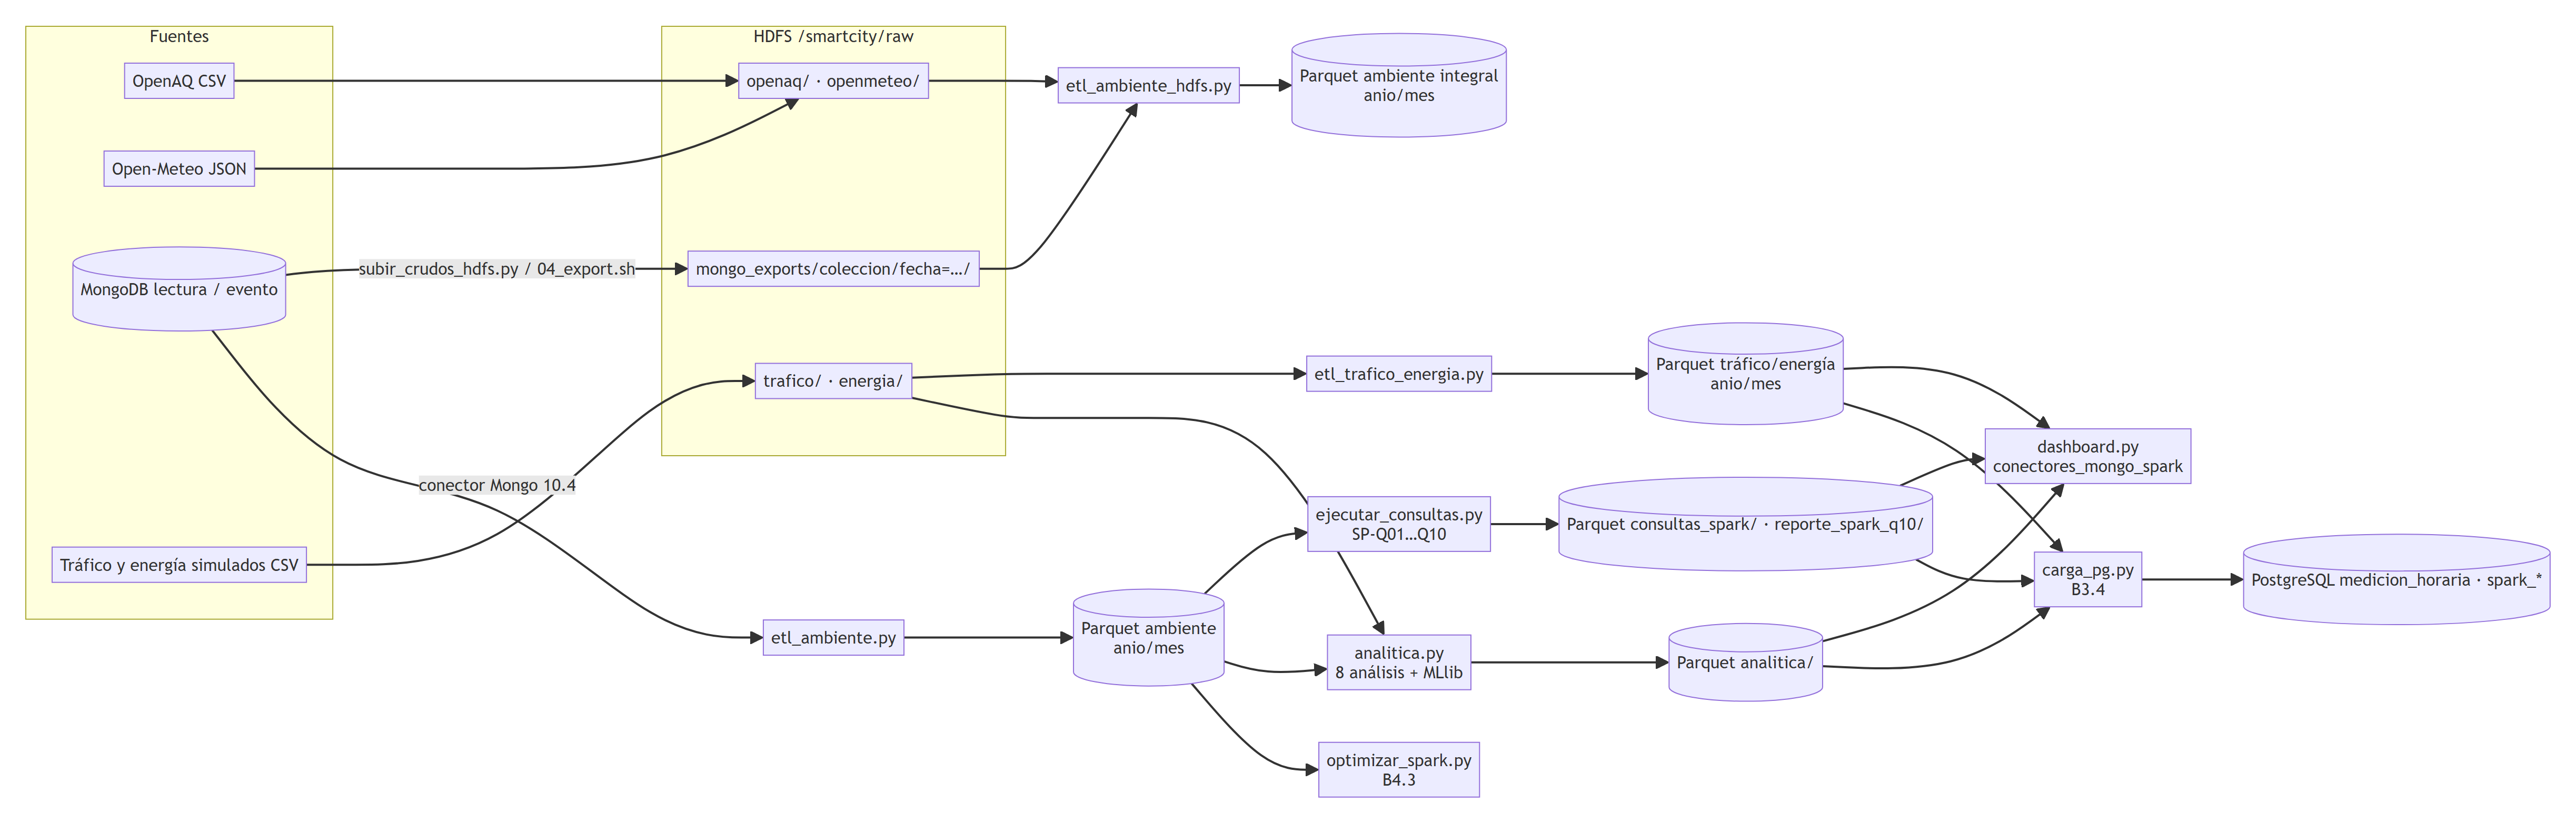 Fuentes
OpenAQ CSV
Open-Meteo JSON
MongoDB lectura / evento
Tráfico y energía simulados CSV
subir_crudos_hdfs.py / 04_export.sh
conector Mongo 10.4
HDFS /smartcity/raw
openaq/ · openmeteo/
mongo_exports/coleccion/fecha=.../
trafico/ · energia/
etl_ambiente.py
etl_ambiente_hdfs.py
Parquet ambiente integral
anio/mes
Parquet ambiente
anio/mes
etl_trafico_energia.py
ejecutar_consultas.py
SP-Q01...Q10
analitica.py
8 análisis + MLlib
optimizar_spark.py
B4.3
Parquet tráfico/energía
anio/mes
Parquet consultas_spark/ · reporte_spark_q10/
Parquet analitica/
dashboard.py
conectores_mongo_spark
carga_pg.py
B3.4
PostgreSQL medicion_horaria · spark_*